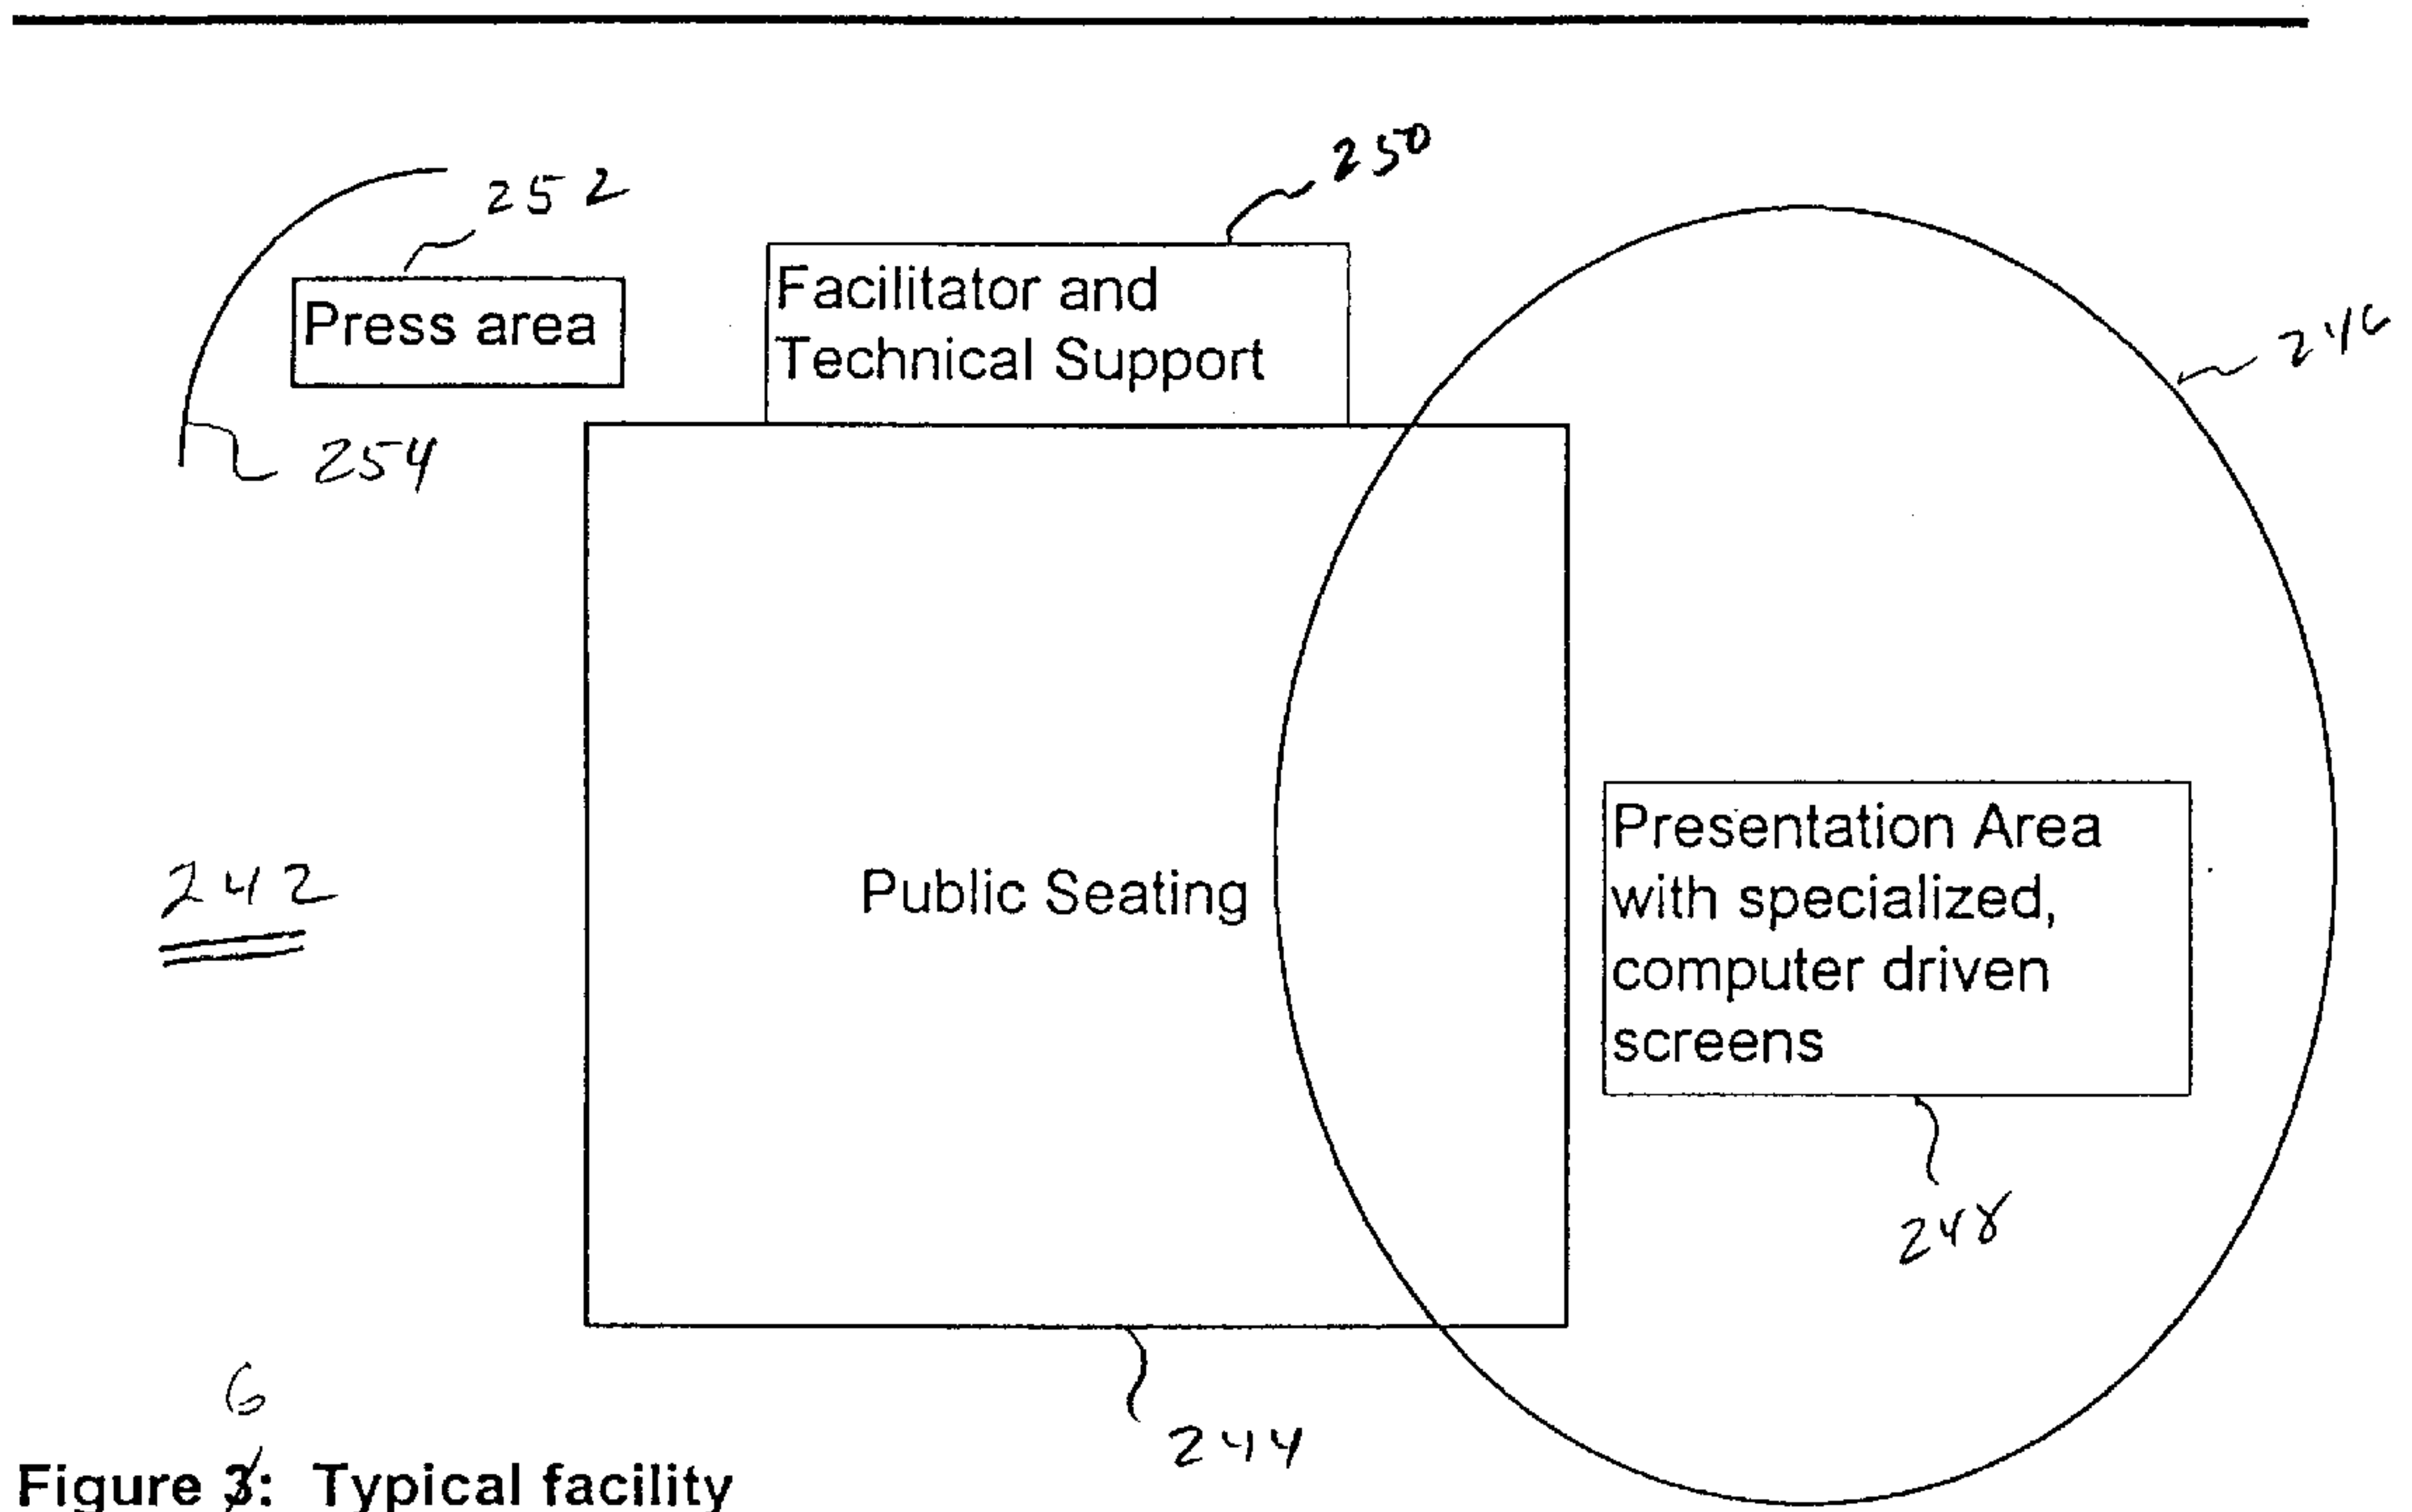 250
252
Facilitator and
Technical Support
Press area
246
254
Presentation Area
with specialized,
computer driven
screens
Public Seating
242
248
6
244
Figure 3: Typical facility